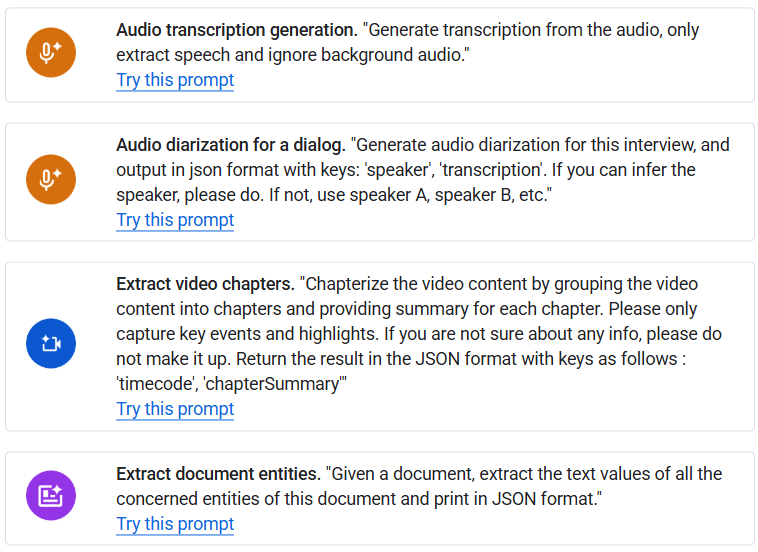 Audio transcription generation. "Generate transcription from the audio, only
extract speech and ignore background audio."
Try this prompt
Audio diarization for a dialog. "Generate audio diarization for this interview, and
output in json format with keys: 'speaker', 'transcription'. If you can infer the
speaker, please do. If not, use speaker A, speaker B, etc."
Try this prompt
Extract video chapters. "Chapterize the video content by grouping the video
content into chapters and providing summary for each chapter. Please only
capture key events and highlights. If you are not sure about any info, please do
not make it up. Return the result in the JSON format with keys as follows :
'timecode', 'chapterSummary'"
Try this prompt
Extract document entities. "Given a document, extract the text values of all the
concerned entities of this document and print in JSON format."
Try this prompt